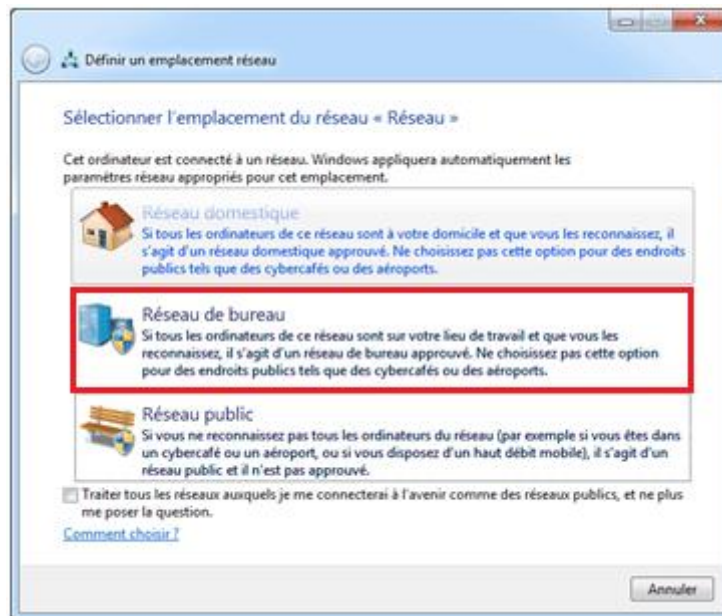 Définir un emplacement réseau
Sélectionner l'emplacement du réseau « Réseau »
Cet ordinateur est connecté à un réseau. Windows appliquera automatiquement les
paramètres réseau appropriés pour cet emplacement.
Réseau domestique
Si tous les ordinateurs de ce réseau sont à votre domicile et que vous les reconnaissez, il
s'agit d'un réseau domestique approuvé. Ne choisissez pas cette option pour des endroits
publics tels que des cybercafés ou des aéroports.
Réseau de bureau
Si tous les ordinateurs de ce réseau sont sur votre lieu de travail et que vous les
reconnaissez, il s'agit d'un réseau de bureau approuvé. Ne choisissez pas cette option
pour des endroits publics tels que des cybercafés ou des aéroports.
Réseau public
Si vous ne reconnaissez pas tous les ordinateurs du réseau (par exemple si vous êtes dans
un cybercafé ou un aéroport, ou si vous disposez d'un haut débit mobile), il s'agit d'un
réseau public et il n'est pas approuvé.
Traiter tous les réseaux auxquels je me connecterai à l'avenir comme des réseaux publics, et ne plus
me poser la question.
Comment choisir ?
Annuler